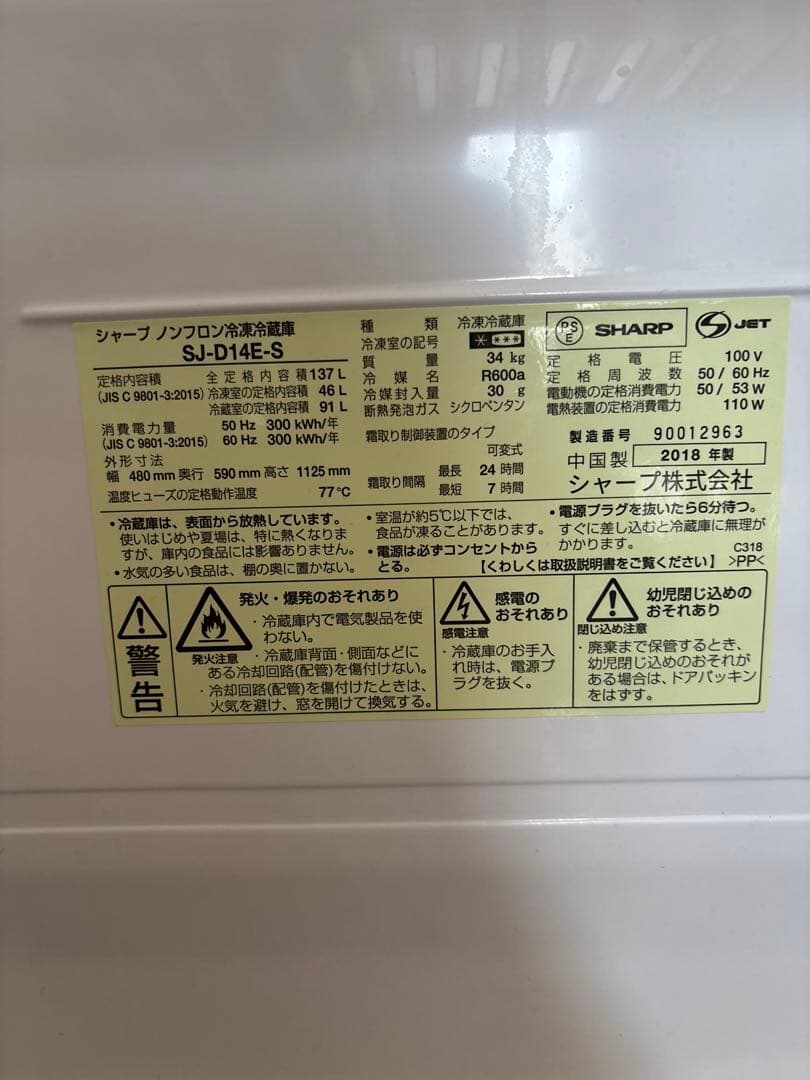 シャープ ノンフロン冷凍冷蔵庫
SJ-D14E-S
定格内容積
(JIS C 9801-3:2015)
全定格内容積 137 L
冷凍室の定格内容積 46 L
冷蔵室の定格内容積 91 L
消費電力量
(JIS C 9801-3:2015)
50 Hz 300 kWh/年
60 Hz 300 kWh/年
外形寸法
幅 480 mm 奥行 590 mm 高さ 1125 mm
温度ヒューズの定格動作温度 77℃
種類 冷凍冷蔵庫
冷凍室の記号 * ***
質量 34 kg
冷媒名 R600a
冷媒封入量 30 g
断熱発泡ガス シクロペンタン
霜取り制御装置のタイプ
可変式
霜取り間隔
最長 24 時間
最短 7 時間
PS
E
SHARP
S JET
定格電圧 100 V
定格周波数 50 / 60 Hz
電動機の定格消費電力 50 / 53 W
電熱装置の定格消費電力 110 W
製造番号 90012963
中国製 2018 年製
シャープ株式会社
・冷蔵庫は、表面から放熱しています。
使いはじめや夏場は、特に熱くなりま
すが、庫内の食品には影響ありません。
・水気の多い食品は、棚の奥に置かない。
・室温が約5℃以下では、
食品が凍ることがあります。
・電源は必ずコンセントから
とる。
・電源プラグを抜いたら6分待つ。
すぐに差し込むと冷蔵庫に無理が
かかります。
C318
【くわしくは取扱説明書をご覧ください】 >PP<
警告
発火・爆発のおそれあり
発火注意
・冷蔵庫内で電気製品を使
わない。
・冷蔵庫背面・側面などに
ある冷却回路(配管)を傷付けない。
・冷却回路(配管)を傷付けたときは、
火気を避け、窓を開けて換気する。
感電の
おそれあり
感電注意
・冷蔵庫のお手入
れ時は、電源プ
ラグを抜く。
幼児閉じ込めの
おそれあり
閉じ込め注意
・廃棄まで保管するとき、
幼児閉じ込めのおそれが
ある場合は、ドアパッキン
をはずす。